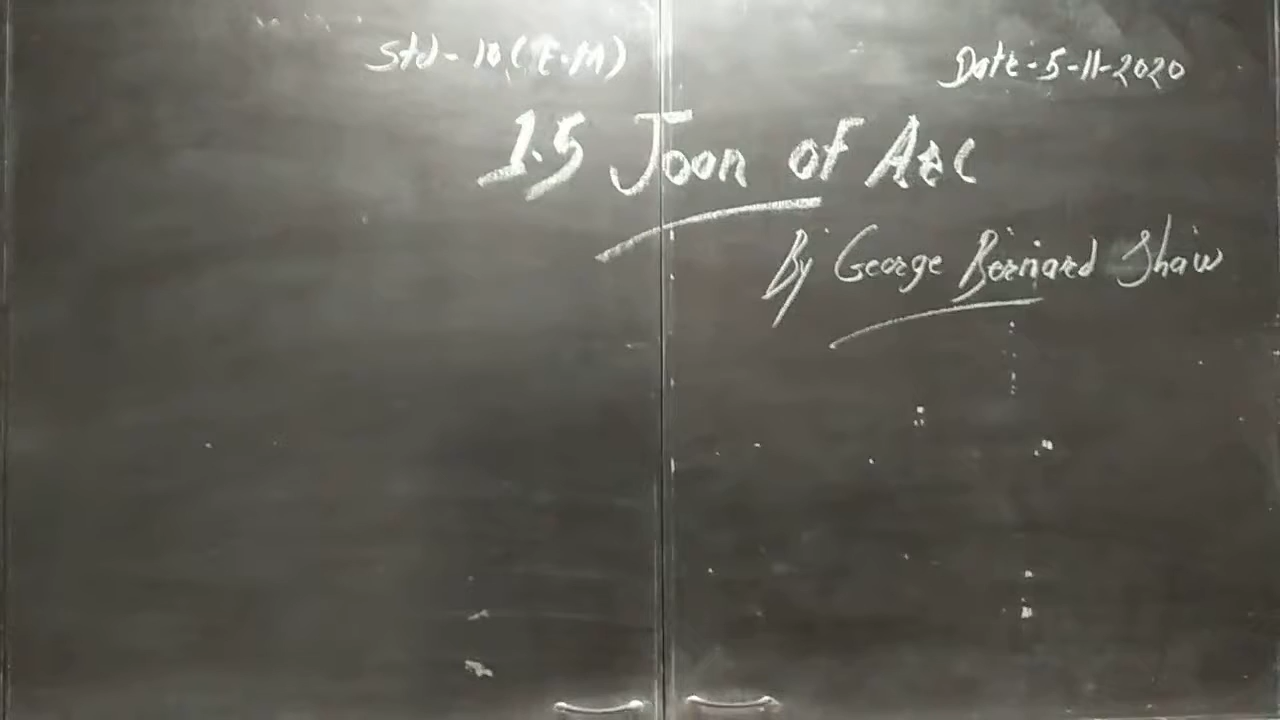 Std - 10 (E.M)
Date - 5-11-2020
1.5 Joan of Arc
By George Bernard Shaw